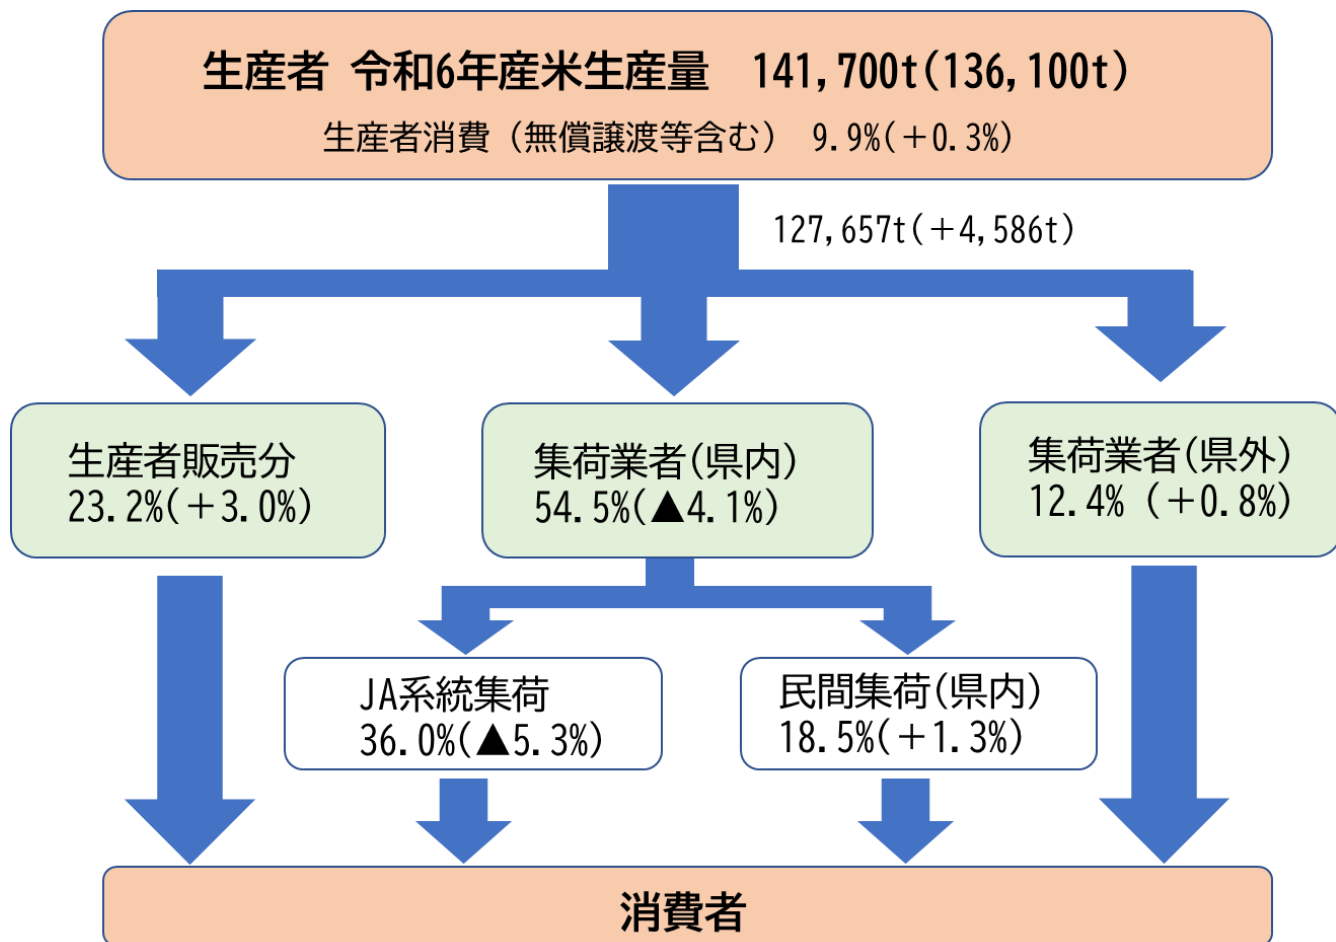 生産者 令和6年産米生産量 141,700t(136,100t)
生産者消費（無償譲渡等含む） 9.9%(＋0.3%)
127,657t(＋4,586t)
生産者販売分
23.2%(＋3.0%)
集荷業者(県内)
54.5%(▲4.1%)
集荷業者(県外)
12.4% (＋0.8%)
JA系統集荷
36.0%(▲5.3%)
民間集荷(県内)
18.5%(＋1.3%)
消費者